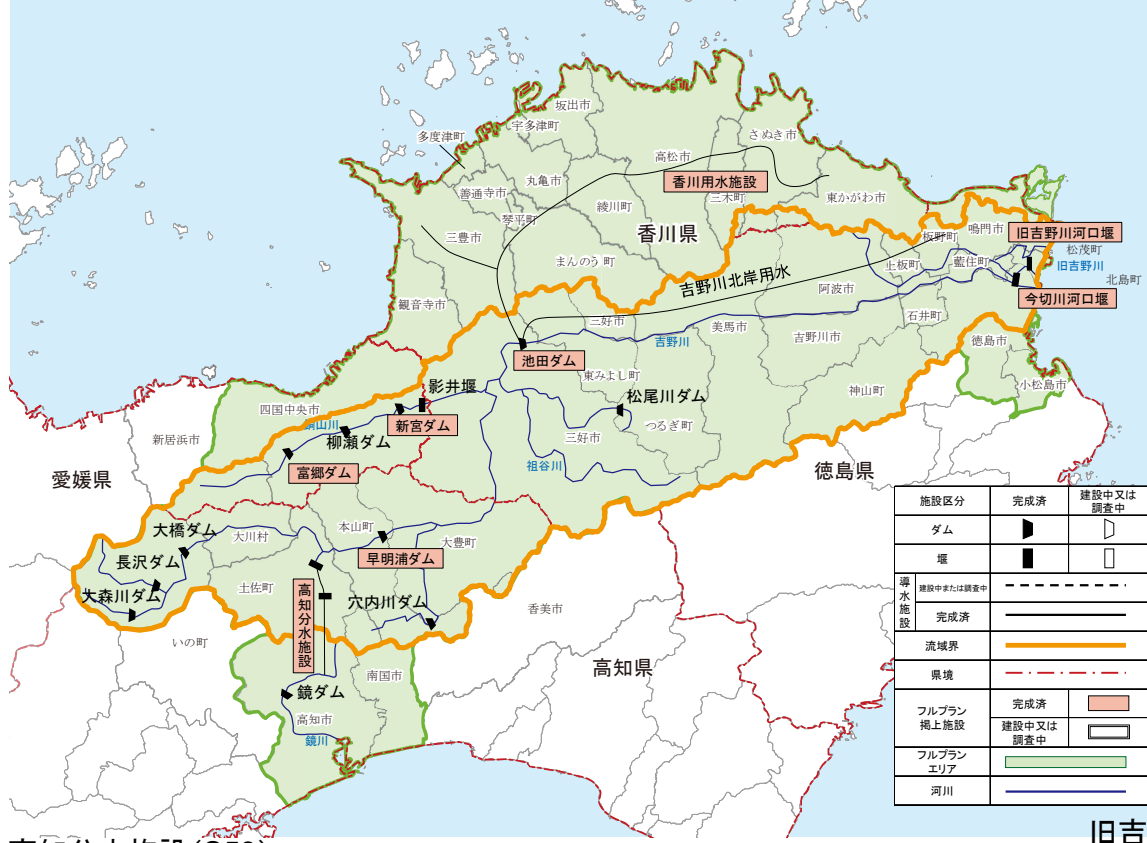 坂出市
宇多津町
多度津町
さぬき市
高松市
丸亀市
善通寺市
香川用水施設
三木町
東かがわ市
綾川町
琴平町
三豊市
香川県
まんのう町
鳴門市
板野町
旧吉野川河口堰
松茂町
藍住町
上板町
旧吉野川
北島町
吉野川北岸用水
阿波市
今切川河口堰
観音寺市
石井町
三好市
美馬市
吉野川市
吉野川
徳島市
池田ダム
東みよし町
神山町
小松島市
影井堰
松尾川ダム
四国中央市
銅山川
新宮ダム
つるぎ町
新居浜市
柳瀬ダム
三好市
祖谷川
富郷ダム
徳島県
愛媛県
大橋ダム
大川村
本山町
大豊町
長沢ダム
早明浦ダム
大森川ダム
土佐町
高知分水施設
穴内川ダム
香美市
いの町
高知県
南国市
鏡ダム
高知市
鏡川
施設区分 完成済 建設中又は
調査中
ダム
堰
導水施設 建設中または調査中
完成済
流域界
県境
フルプラン
掲上施設 完成済
建設中又は
調査中
フルプラン
エリア
河川
旧吉